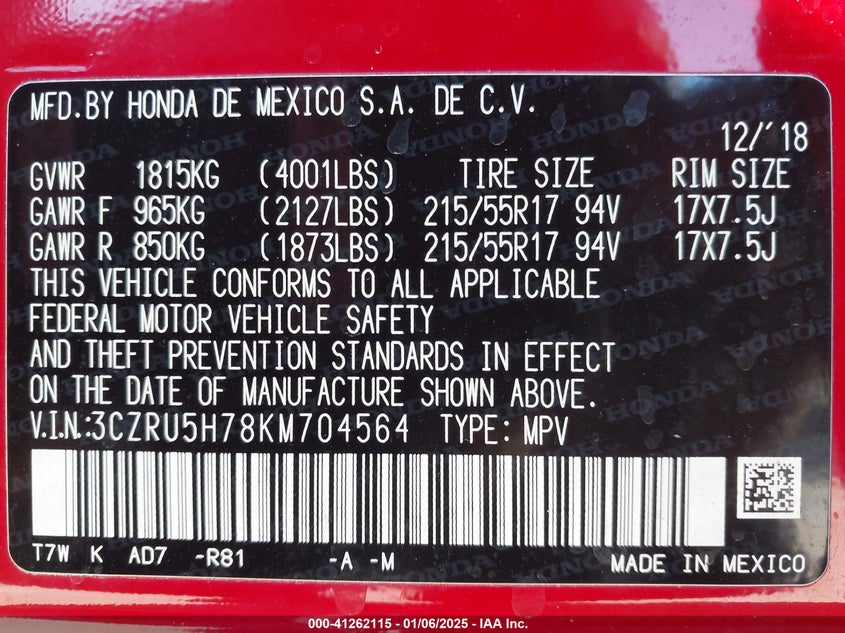 MFD.BY HONDA DE MEXICO S.A. DE C.V.
12/'18
GVWR 1815KG (4001LBS) TIRE SIZE RIM SIZE
GAWR F 965KG (2127LBS) 215/55R17 94V 17X7.5J
GAWR R 850KG (1873LBS) 215/55R17 94V 17X7.5J
THIS VEHICLE CONFORMS TO ALL APPLICABLE
FEDERAL MOTOR VEHICLE SAFETY
AND THEFT PREVENTION STANDARDS IN EFFECT
ON THE DATE OF MANUFACTURE SHOWN ABOVE.
V.I.N.:3CZRU5H78KM704564 TYPE: MPV
T7W K AD7 -R81 -A -M MADE IN MEXICO
000-41262115 - 01/06/2025 - IAA Inc.